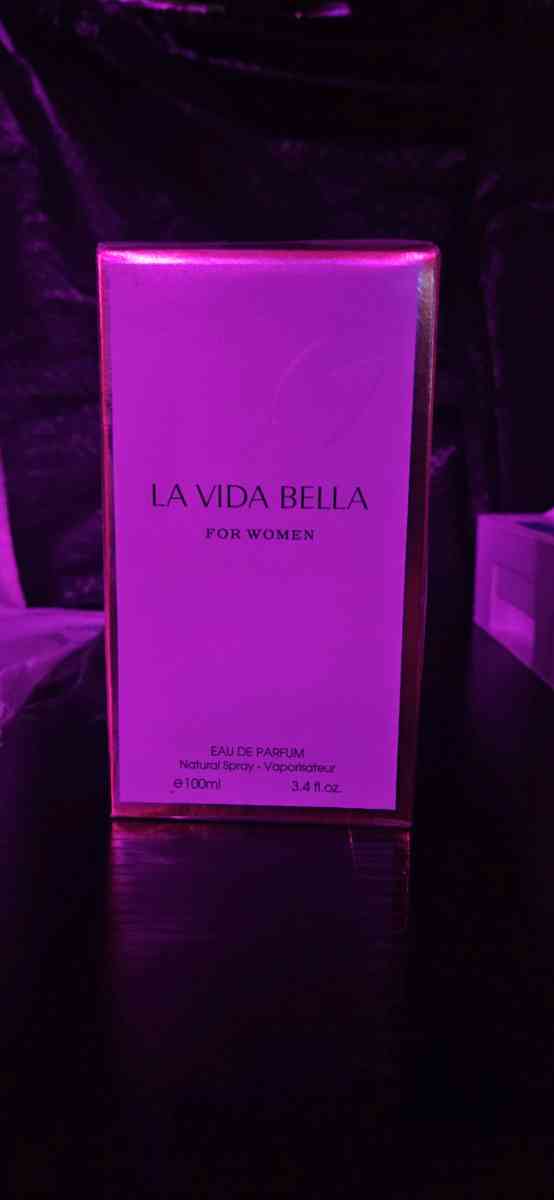 LA VIDA BELLA
FOR WOMEN
EAU DE PARFUM
Natural Spray - Vaporisateur
℮100ml 3.4 fl.oz.